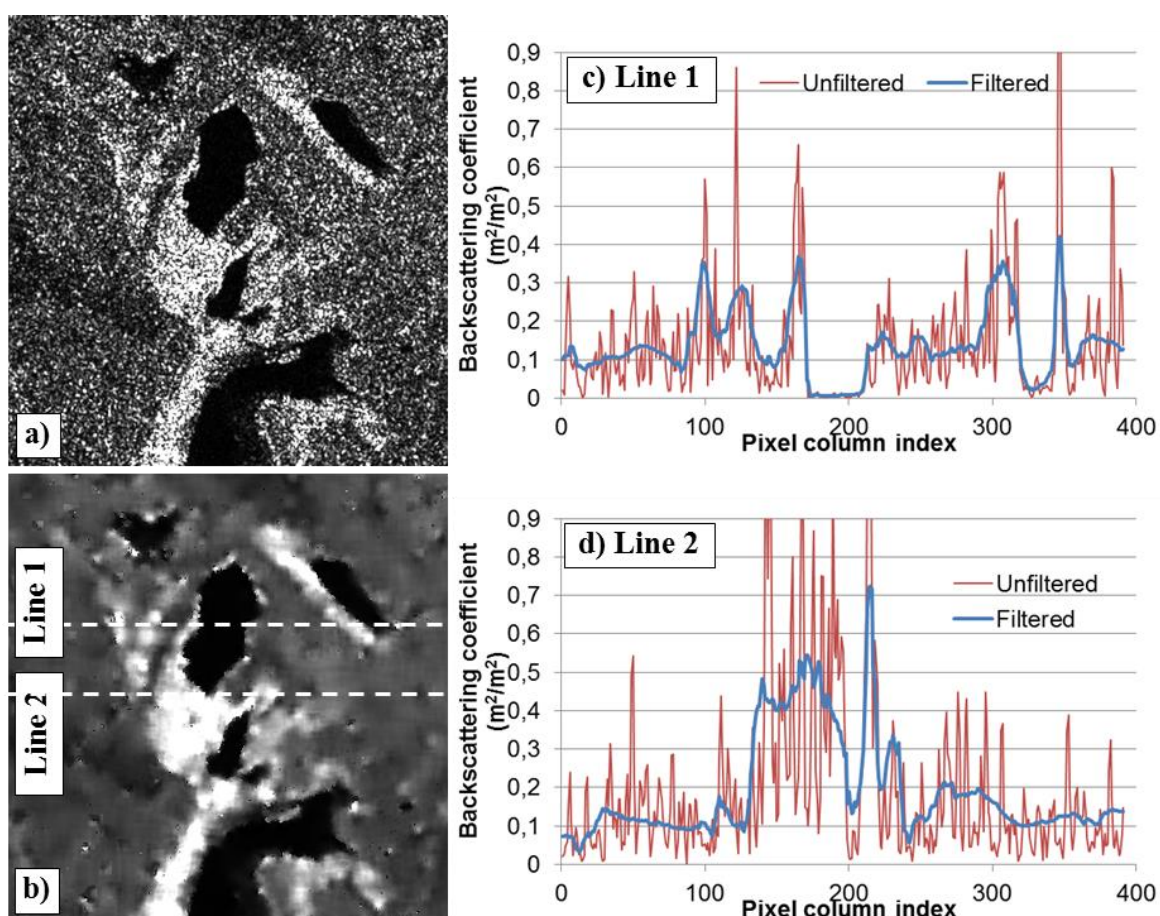 a)
b)
Line 1
Line 2
c) Line 1
Unfiltered
Filtered
Backscattering coefficient
(m²/m²)
0,9
0,8
0,7
0,6
0,5
0,4
0,3
0,2
0,1
0
0 100 200 300 400
Pixel column index
d) Line 2
Unfiltered
Filtered
Backscattering coefficient
(m²/m²)
0,9
0,8
0,7
0,6
0,5
0,4
0,3
0,2
0,1
0
0 100 200 300 400
Pixel column index